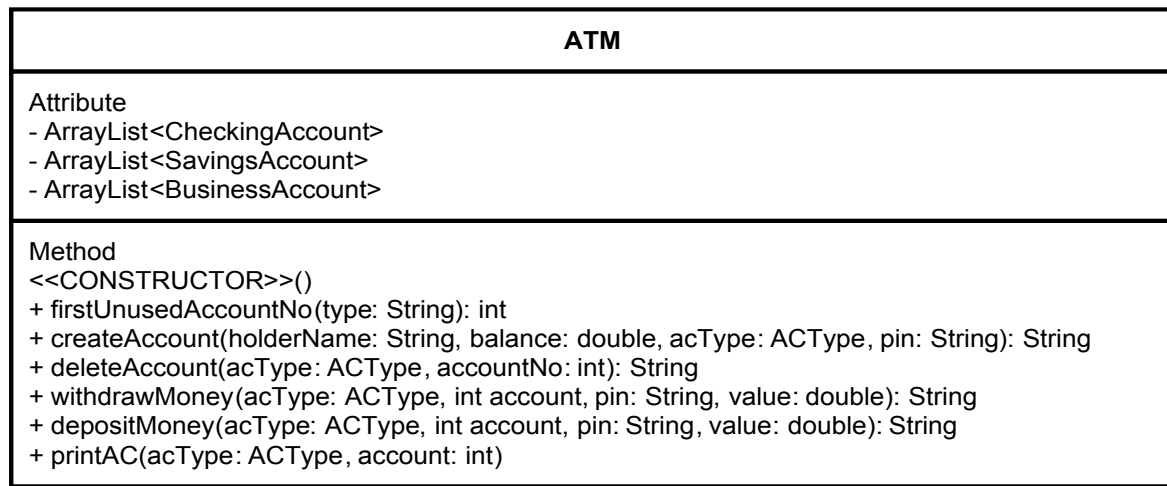 ATM
Attribute
- ArrayList<CheckingAccount>
- ArrayList<SavingsAccount>
- ArrayList<BusinessAccount>
Method
<<CONSTRUCTOR>>()
+ firstUnusedAccountNo(type: String): int
+ createAccount(holderName: String, balance: double, acType: ACType, pin: String): String
+ deleteAccount(acType: ACType, accountNo: int): String
+ withdrawMoney(acType: ACType, int account, pin: String, value: double): String
+ depositMoney(acType: ACType, int account, pin: String, value: double): String
+ printAC(acType: ACType, account: int)